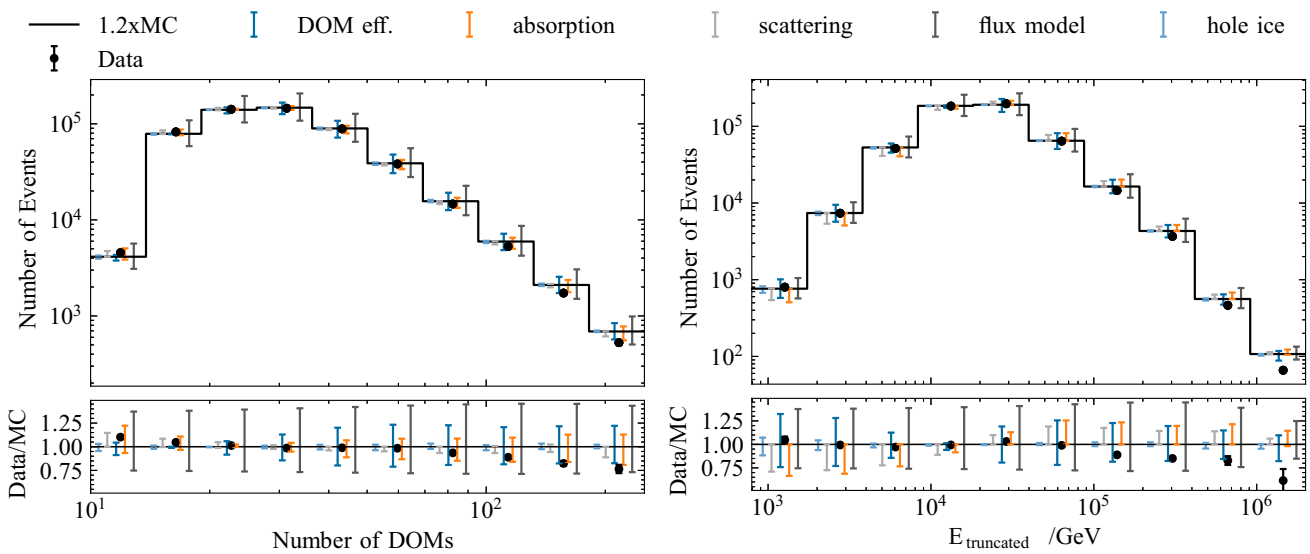 1.2xMC DOM eff. absorption scattering flux model hole ice
Data
Number of Events
10^5
10^4
10^3
Data/MC
1.25
1.00
0.75
10^1 10^2
Number of DOMs
Number of Events
10^5
10^4
10^3
10^2
Data/MC
1.25
1.00
0.75
10^3 10^4 10^5 10^6
E_truncated /GeV